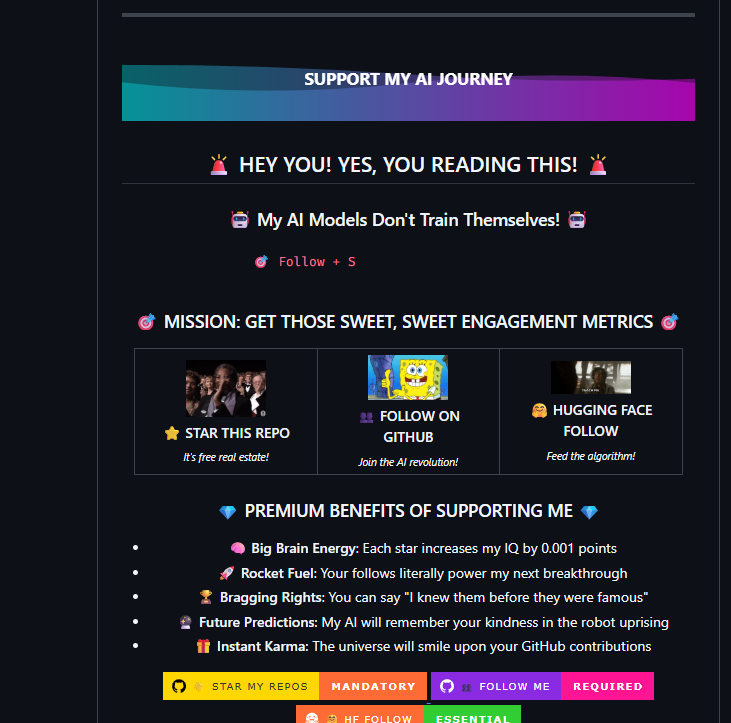 SUPPORT MY AI JOURNEY
🚨 HEY YOU! YES, YOU READING THIS! 🚨
🤖 My AI Models Don't Train Themselves! 🤖
🎯 Follow + S
🎯 MISSION: GET THOSE SWEET, SWEET ENGAGEMENT METRICS 🎯
⭐ STAR THIS REPO
It's free real estate!
👥 FOLLOW ON
GITHUB
Join the AI revolution!
🤗 HUGGING FACE
FOLLOW
Feed the algorithm!
💎 PREMIUM BENEFITS OF SUPPORTING ME 💎
• 🧠 Big Brain Energy: Each star increases my IQ by 0.001 points
• 🚀 Rocket Fuel: Your follows literally power my next breakthrough
• 🏆 Bragging Rights: You can say "I knew them before they were famous"
• 🔮 Future Predictions: My AI will remember your kindness in the robot uprising
• 🎁 Instant Karma: The universe will smile upon your GitHub contributions
⭐ STAR MY REPOS MANDATORY 👥 FOLLOW ME REQUIRED
🤗 HF FOLLOW ESSENTIAL